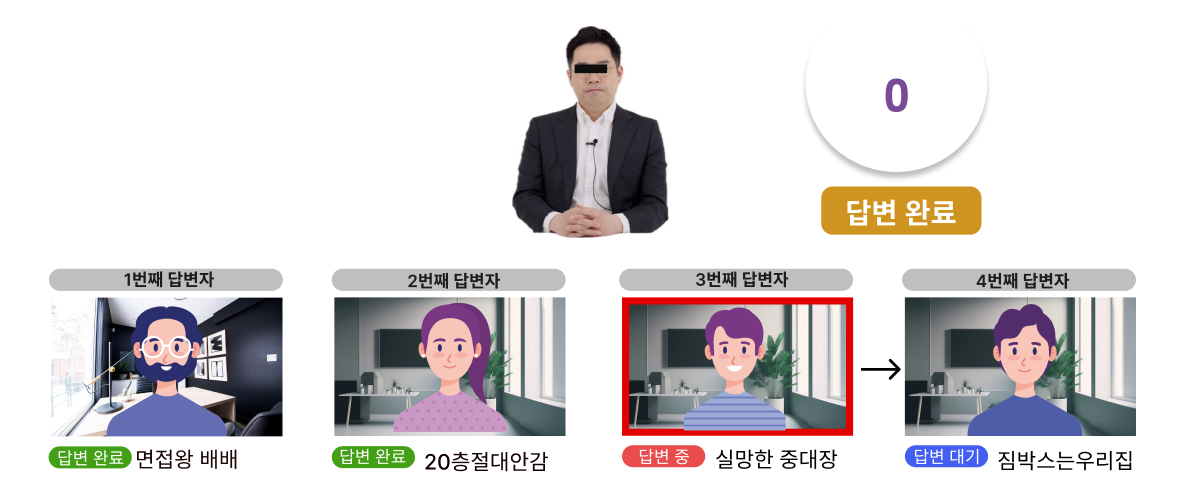 0
답변 완료
1번째 답변자
2번째 답변자
3번째 답변자
4번째 답변자
답변 완료 면접왕 배배
답변 완료 20층절대안감
답변 중 실망한 중대장
답변 대기 짐박스는우리집